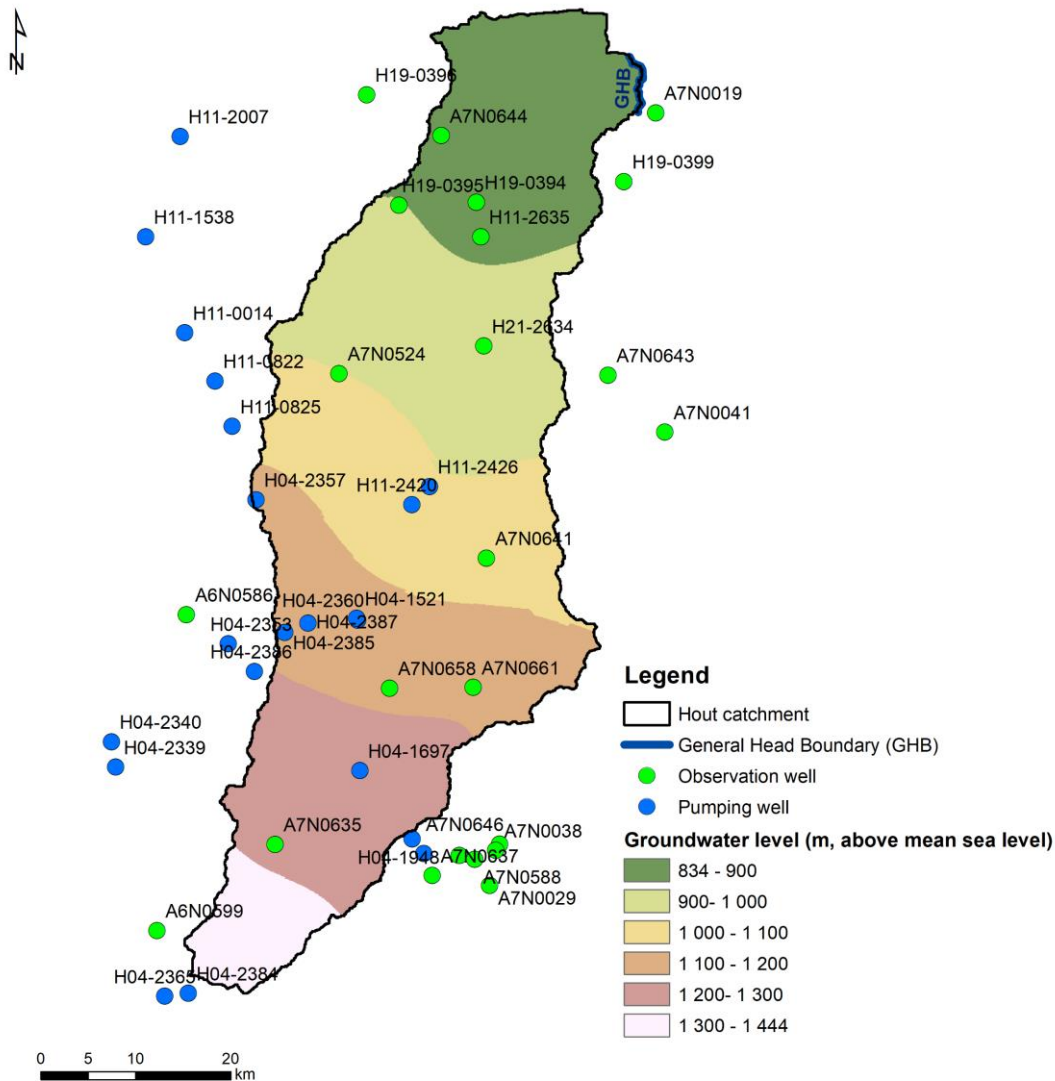 N
GHB
H19-0396
A7N0019
H11-2007
A7N0644
H19-0399
H19-0395
H19-0394
H11-1538
H11-2635
H11-0014
H21-2634
A7N0524
A7N0643
H11-0822
H11-0825
A7N0041
H11-2426
H04-2357
H11-2420
A7N0641
A6N0586
H04-2360
H04-1521
H04-2353
H04-2387
H04-2385
H04-2386
A7N0658
A7N0661
H04-2340
H04-2339
H04-1697
A7N0635
A7N0646
A7N0038
H04-1948
A7N0637
A7N0588
A7N0029
A6N0599
H04-2365
H04-2384
Legend
Hout catchment
General Head Boundary (GHB)
Observation well
Pumping well
Groundwater level (m, above mean sea level)
834 - 900
900- 1 000
1 000 - 1 100
1 100 - 1 200
1 200- 1 300
1 300 - 1 444
0 5 10 20
km